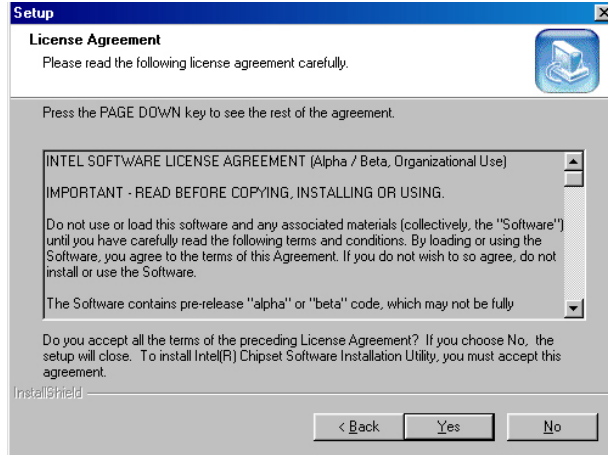 Setup
License Agreement
Please read the following license agreement carefully.
Press the PAGE DOWN key to see the rest of the agreement.
INTEL SOFTWARE LICENSE AGREEMENT (Alpha / Beta, Organizational Use)
IMPORTANT - READ BEFORE COPYING, INSTALLING OR USING.
Do not use or load this software and any associated materials (collectively, the "Software")
until you have carefully read the following terms and conditions. By loading or using the
Software, you agree to the terms of this Agreement. If you do not wish to so agree, do not
install or use the Software.
The Software contains pre-release "alpha" or "beta" code, which may not be fully
Do you accept all the terms of the preceding License Agreement? If you choose No, the
setup will close. To install Intel(R) Chipset Software Installation Utility, you must accept this
agreement.
InstallShield
< Back
Yes
No